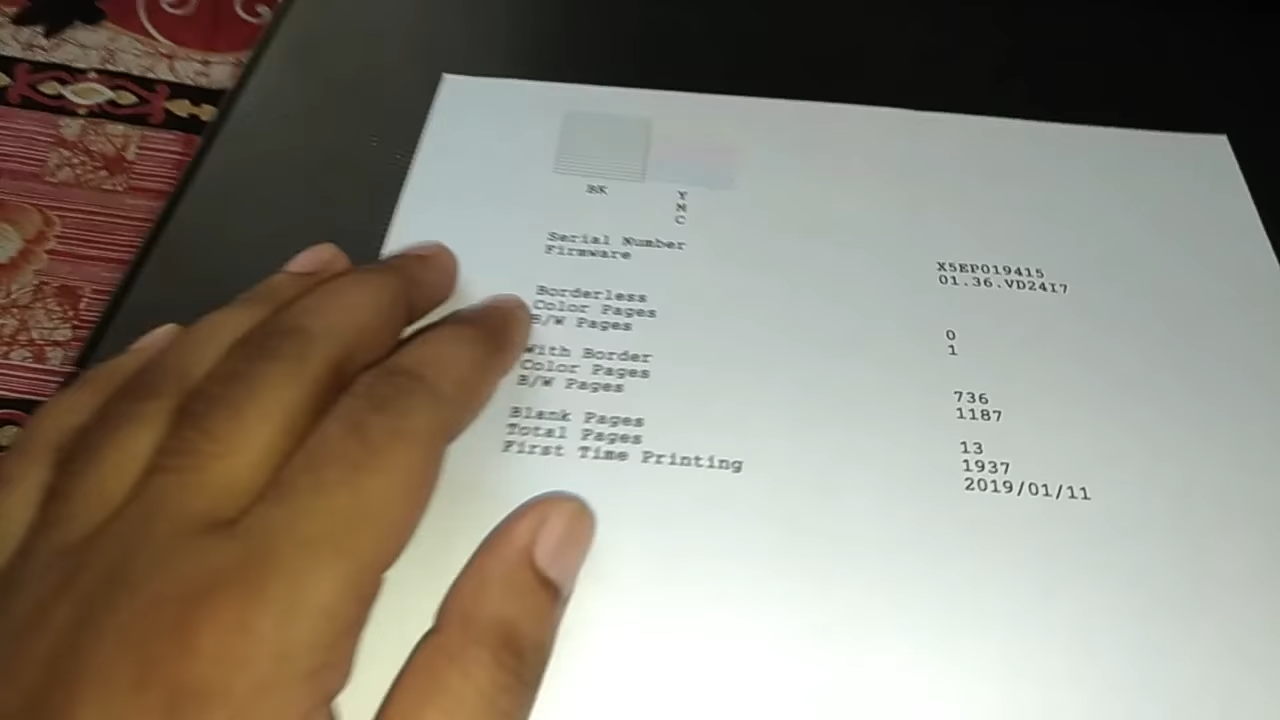 BK
Y
M
C
Serial Number X5EP019415
Firmware 01.36.VD24I7
Borderless
Color Pages 0
B/W Pages 1
With Border
Color Pages 736
B/W Pages 1187
Blank Pages 13
Total Pages 1937
First Time Printing 2019/01/11